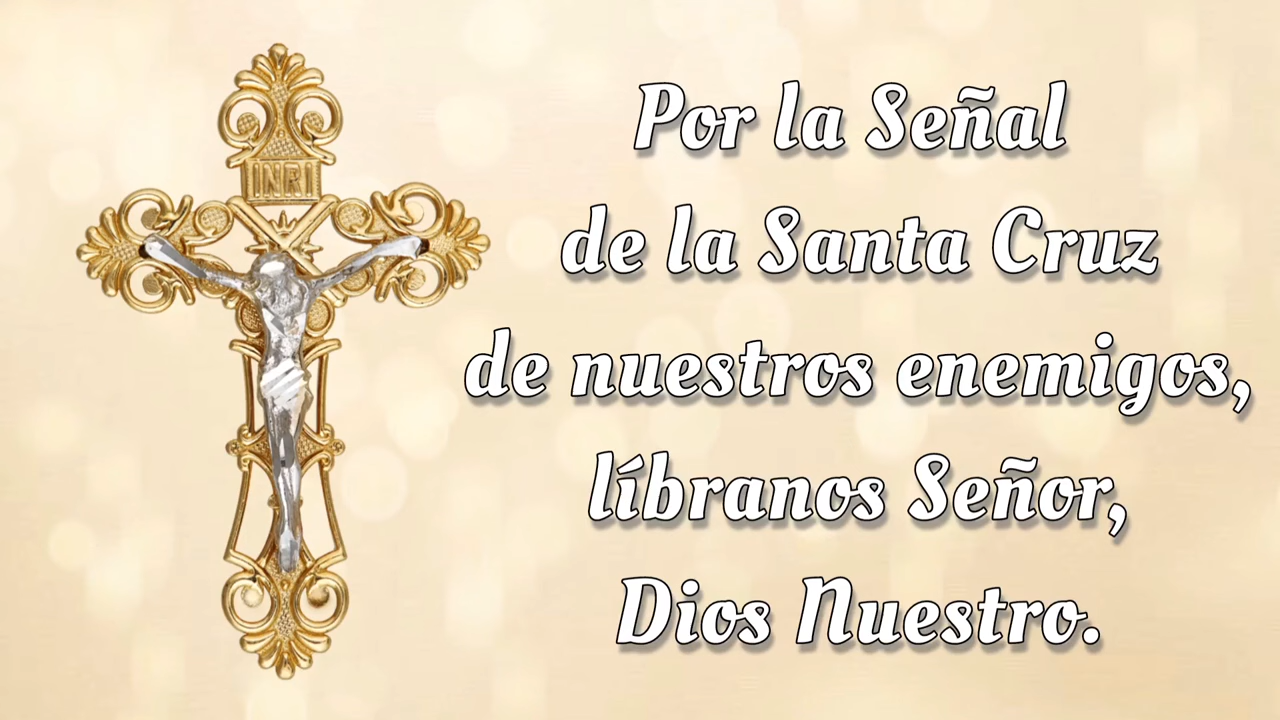 INRI
Por la Señal
de la Santa Cruz
de nuestros enemigos,
líbranos Señor,
Dios Nuestro.